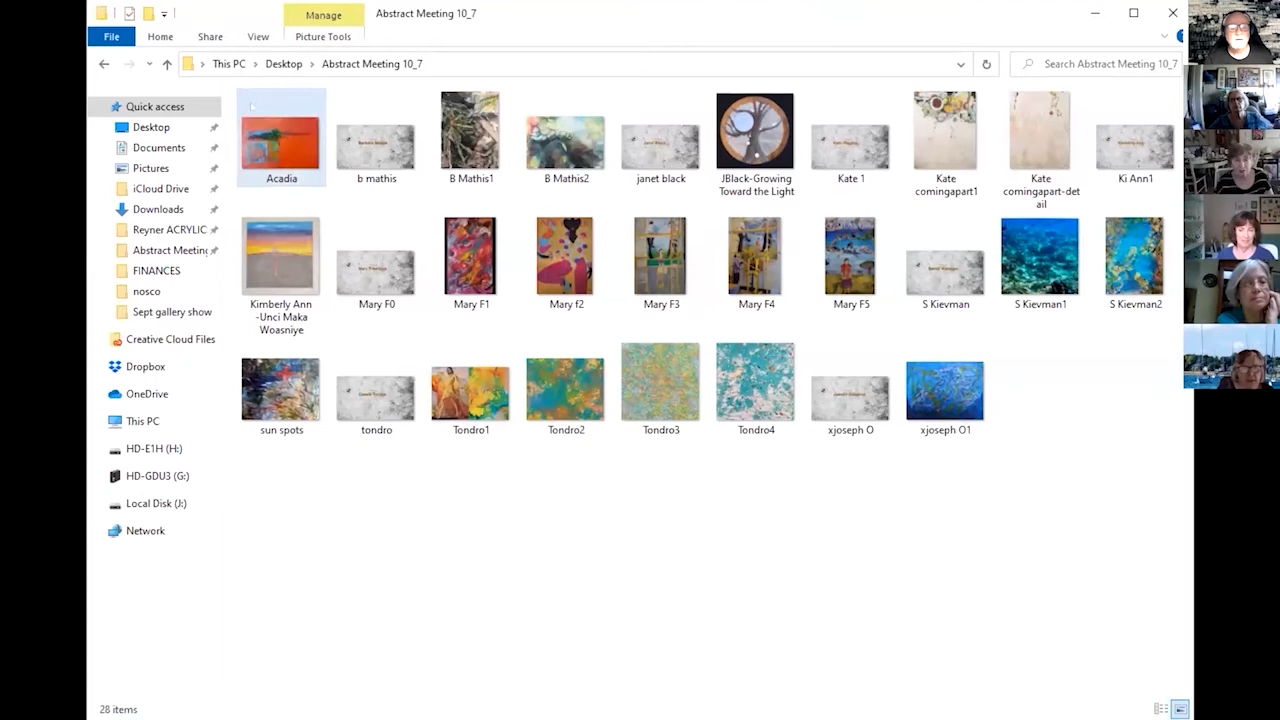 Manage
Abstract Meeting 10_7
File
Home
Share
View
Picture Tools
This PC
Desktop
Abstract Meeting 10_7
Search Abstract Meeting 10_7
Quick access
Desktop
Documents
Pictures
iCloud Drive
Downloads
Reyner ACRYLIC
Abstract Meeting
FINANCES
nosco
Sept gallery show
Creative Cloud Files
Dropbox
OneDrive
This PC
HD-E1H (H:)
HD-GDU3 (G:)
Local Disk (J:)
Network
Acadia
b mathis
B Mathis1
B Mathis2
janet black
JBlack-Growing
Toward the Light
Kate 1
Kate
comingapart1
Kate
comingapart-det
ail
Ki Ann1
Kimberly Ann
-Unci Maka
Woasniye
Mary F0
Mary F1
Mary f2
Mary F3
Mary F4
Mary F5
S Kievman
S Kievman1
S Kievman2
sun spots
tondro
Tondro1
Tondro2
Tondro3
Tondro4
xjoseph O
xjoseph O1
28 items